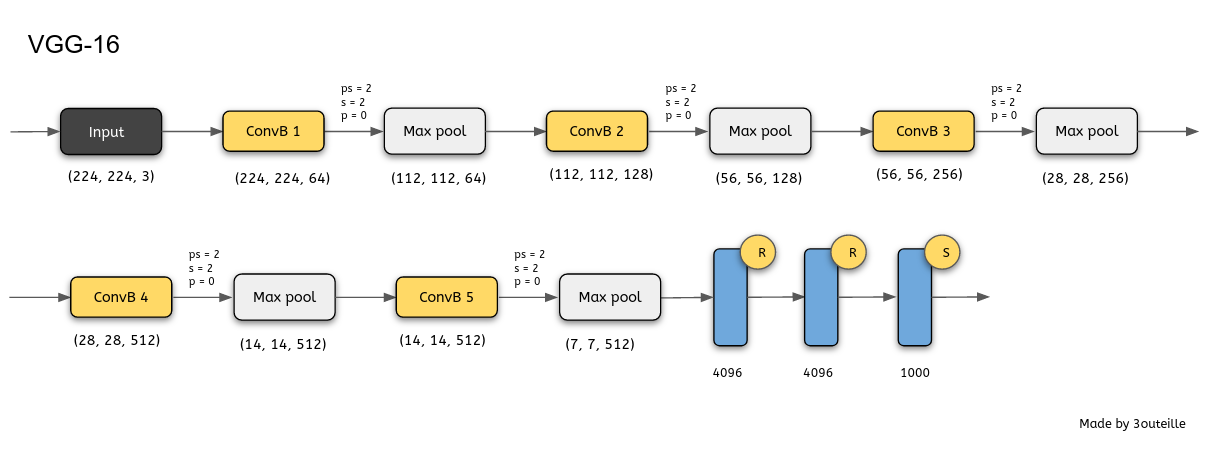 VGG-16
ps = 2
s = 2
p = 0
ps = 2
s = 2
p = 0
ps = 2
s = 2
p = 0
Input
ConvB 1
Max pool
ConvB 2
Max pool
ConvB 3
Max pool
(224, 224, 3)
(224, 224, 64)
(112, 112, 64)
(112, 112, 128)
(56, 56, 128)
(56, 56, 256)
(28, 28, 256)
ps = 2
s = 2
p = 0
ps = 2
s = 2
p = 0
R
R
S
ConvB 4
Max pool
ConvB 5
Max pool
(28, 28, 512)
(14, 14, 512)
(14, 14, 512)
(7, 7, 512)
4096
4096
1000
Made by 3outeille